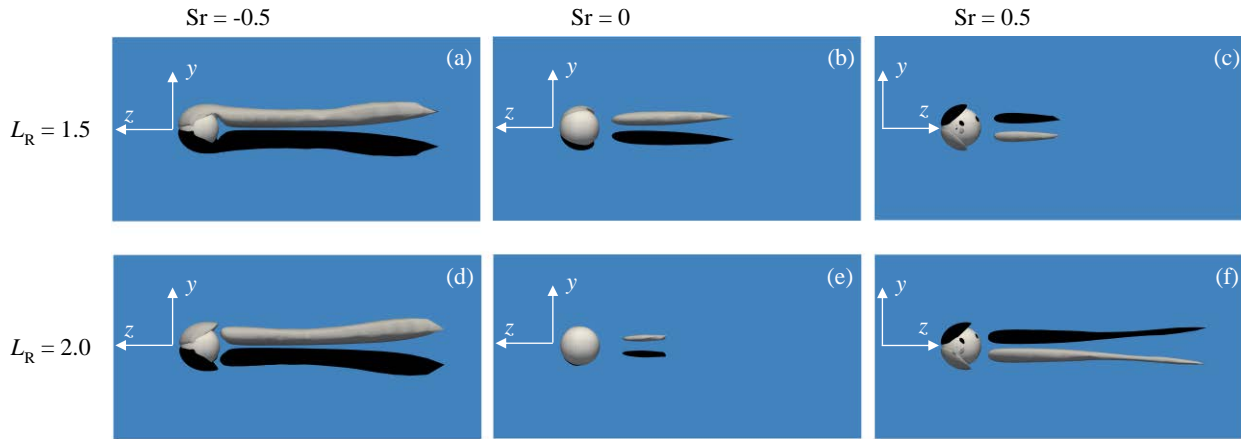 Sr = -0.5 Sr = 0 Sr = 0.5
(a) (b) (c)
y y y
L_R = 1.5 z z z
(d) (e) (f)
y y y
L_R = 2.0 z z z